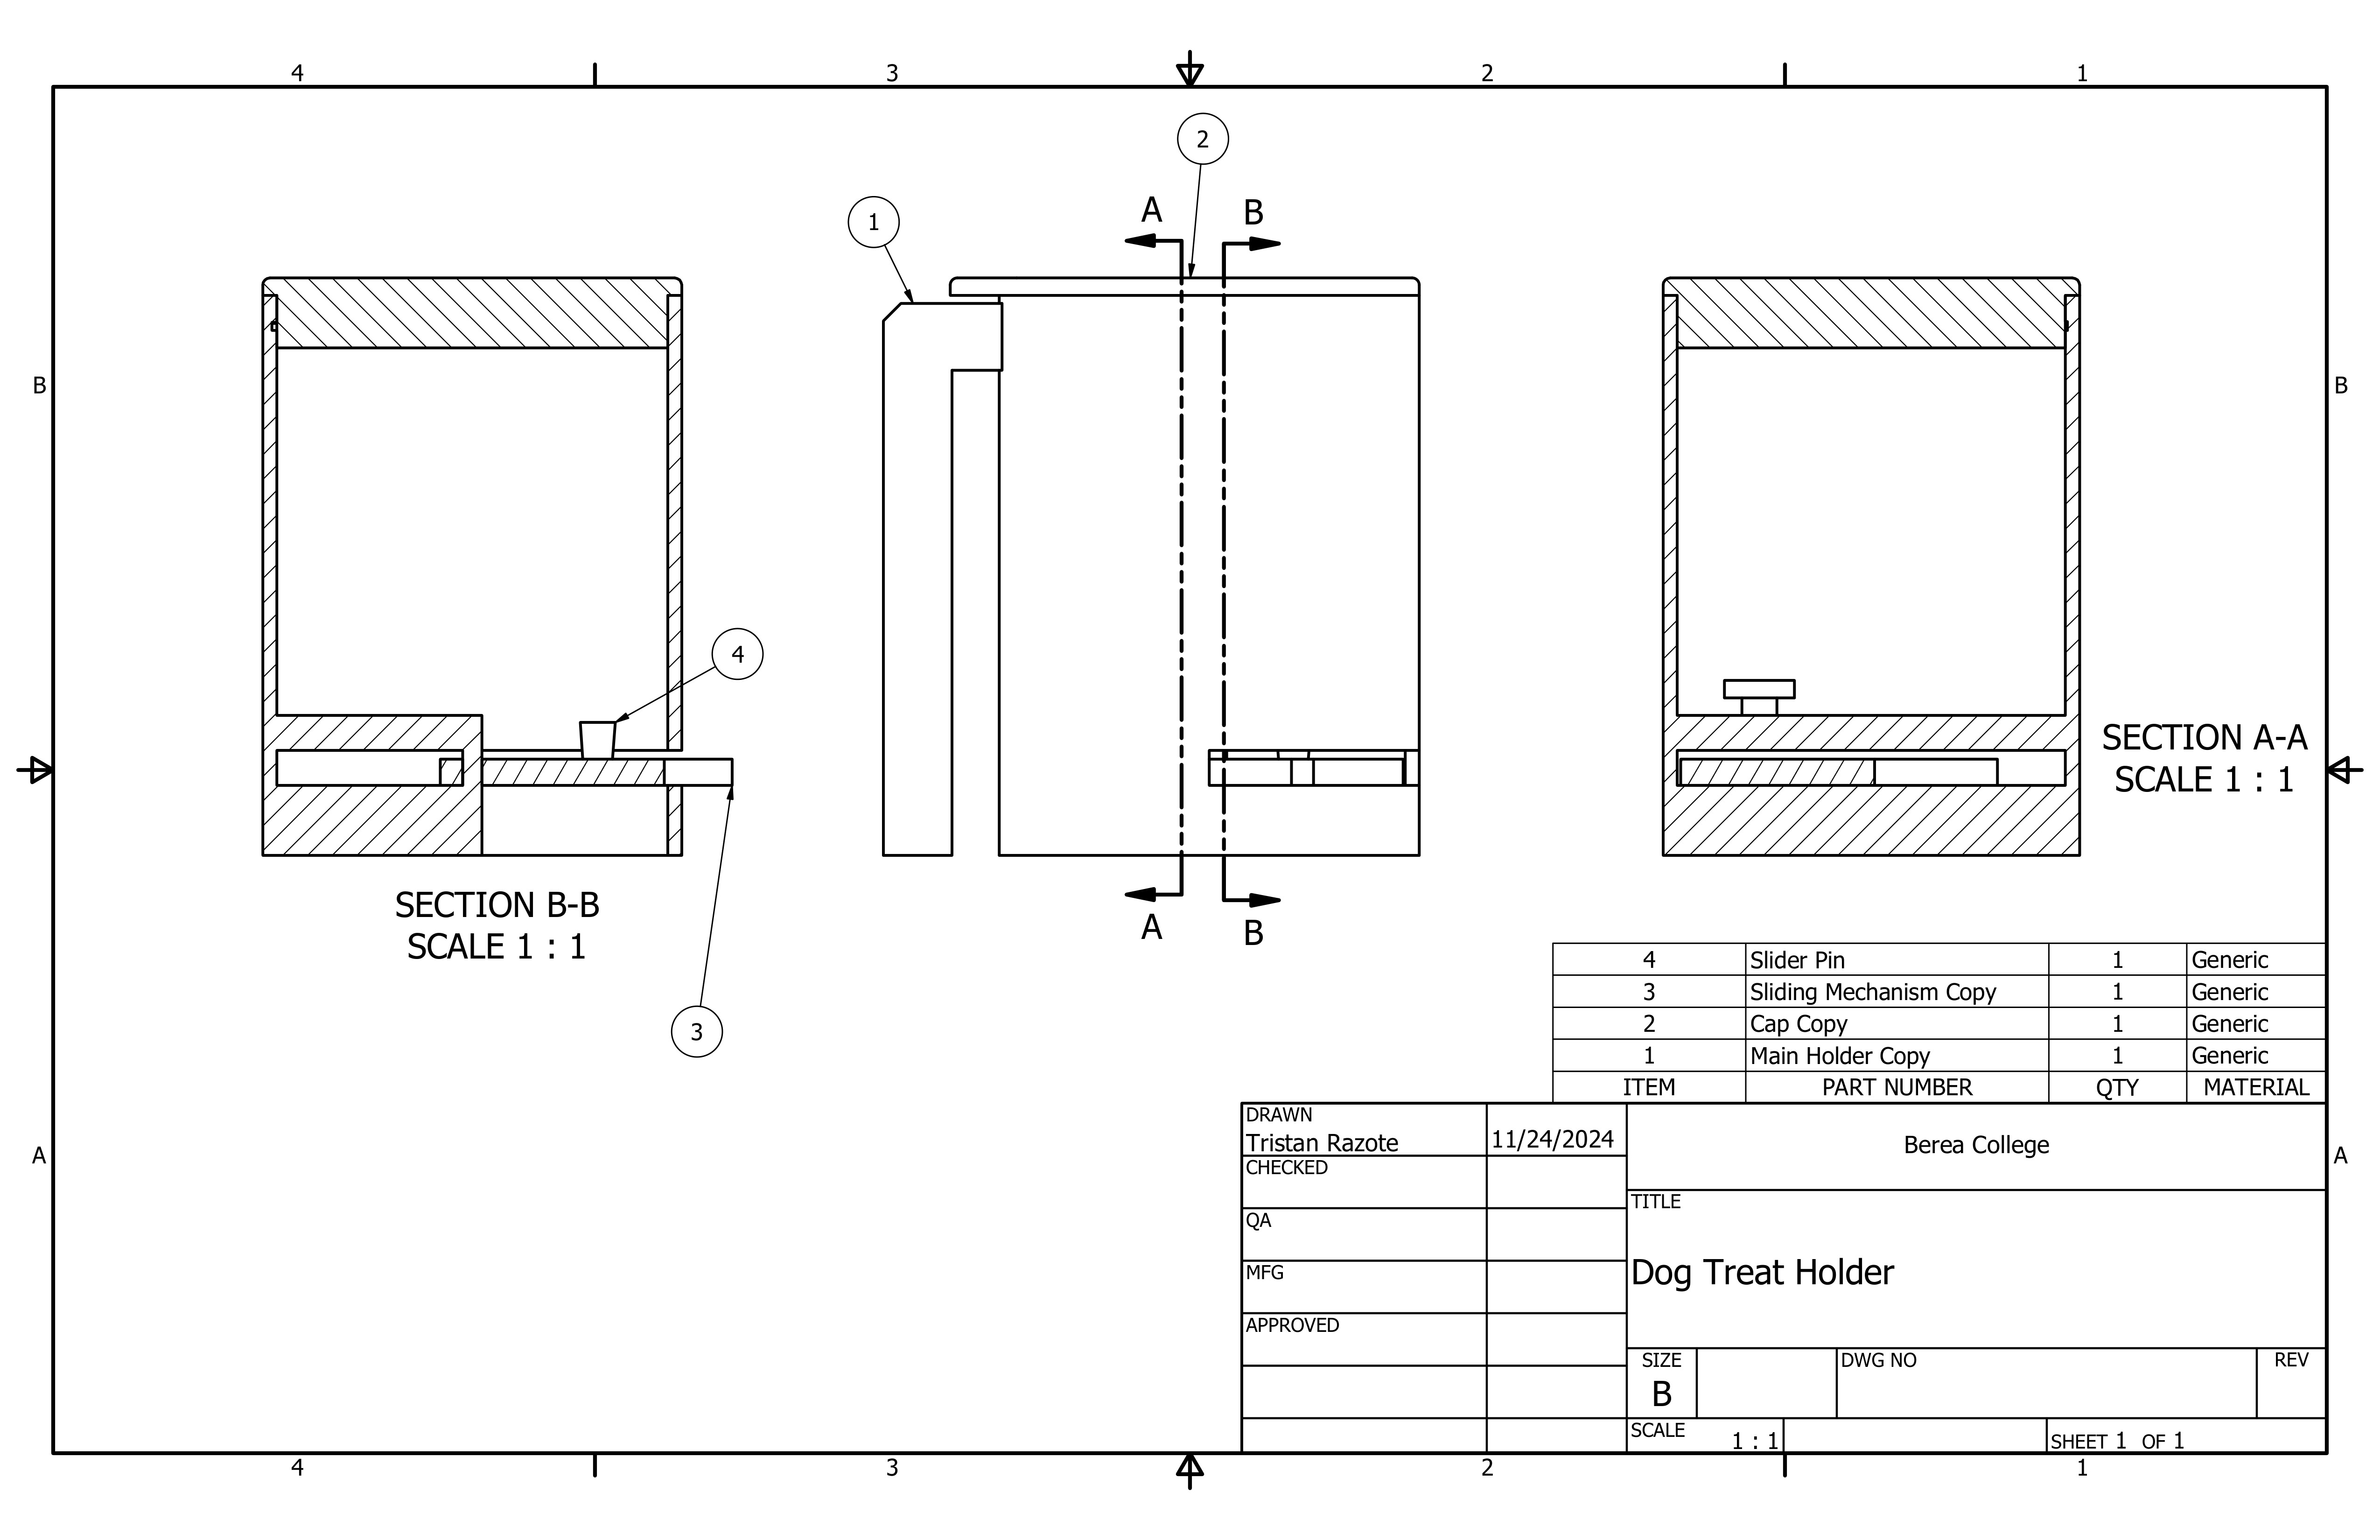 4 3 2 1
2
1
A B
B B
4
SECTION A-A
SCALE 1 : 1
SECTION B-B
SCALE 1 : 1
A B
3
4 Slider Pin 1 Generic
3 Sliding Mechanism Copy 1 Generic
2 Cap Copy 1 Generic
1 Main Holder Copy 1 Generic
ITEM PART NUMBER QTY MATERIAL
DRAWN
Tristan Razote 11/24/2024
Berea College
CHECKED
A A
TITLE
QA
MFG
Dog Treat Holder
APPROVED
SIZE DWG NO REV
B
SCALE 1 : 1 SHEET 1 OF 1
4 3 2 1